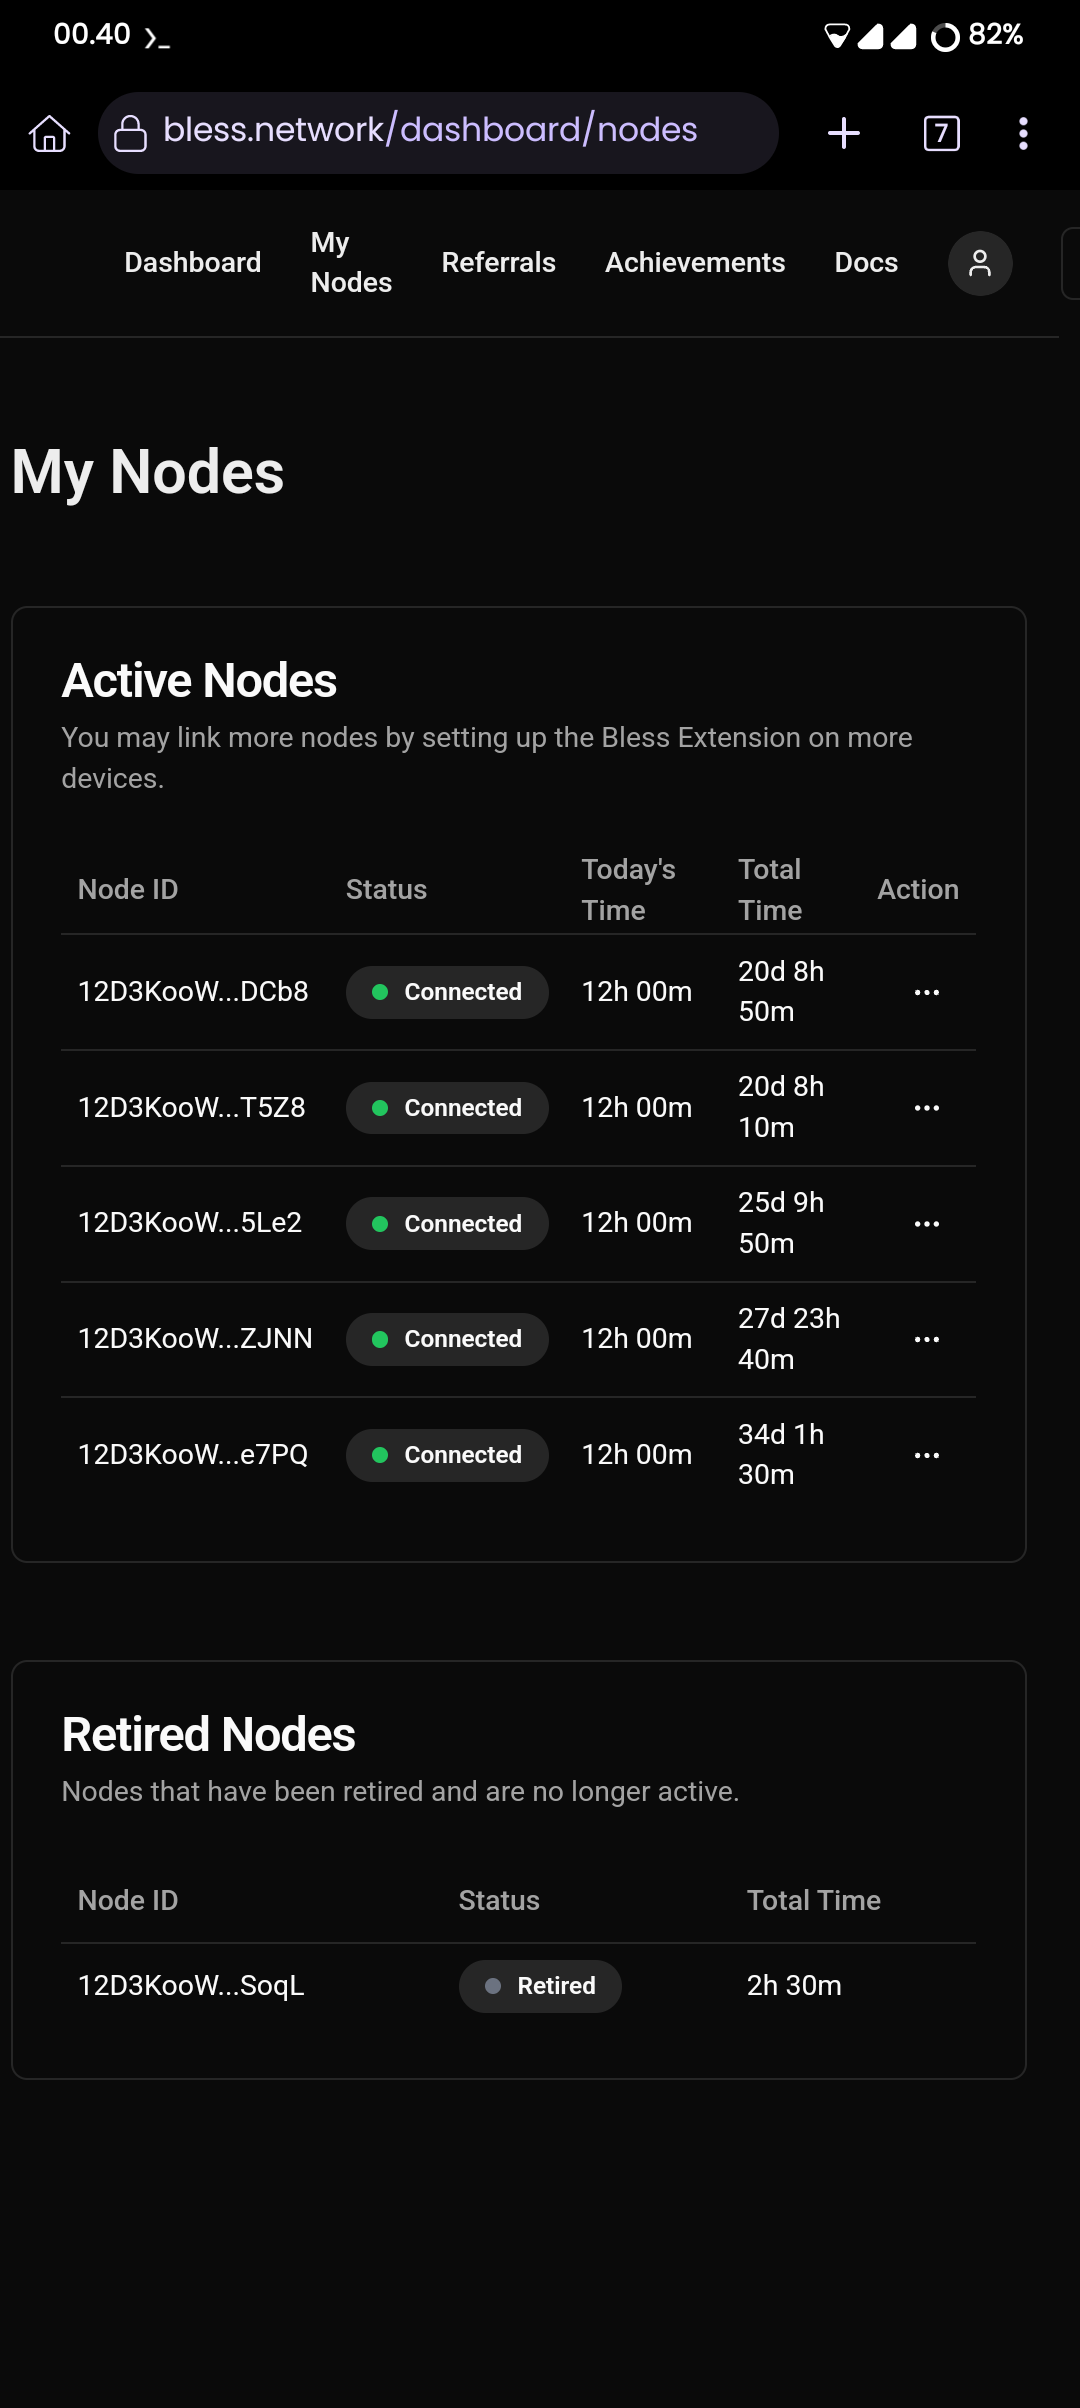 00.40
82%
bless.network/dashboard/nodes
7
Dashboard
My
Nodes
Referrals
Achievements
Docs
My Nodes
Active Nodes
You may link more nodes by setting up the Bless Extension on more
devices.
Node ID
Status
Today's
Time
Total
Time
Action
12D3KooW...DCb8
Connected
12h 00m
20d 8h
50m
12D3KooW...T5Z8
Connected
12h 00m
20d 8h
10m
12D3KooW...5Le2
Connected
12h 00m
25d 9h
50m
12D3KooW...ZJNN
Connected
12h 00m
27d 23h
40m
12D3KooW...e7PQ
Connected
12h 00m
34d 1h
30m
Retired Nodes
Nodes that have been retired and are no longer active.
Node ID
Status
Total Time
12D3KooW...SoqL
Retired
2h 30m